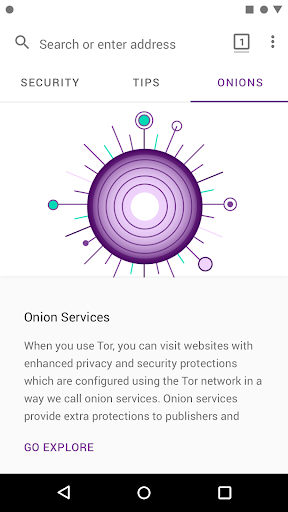 Search or enter address
1
SECURITY TIPS ONIONS
Onion Services
When you use Tor, you can visit websites with
enhanced privacy and security protections
which are configured using the Tor network in a
way we call onion services. Onion services
provide extra protections to publishers and
GO EXPLORE